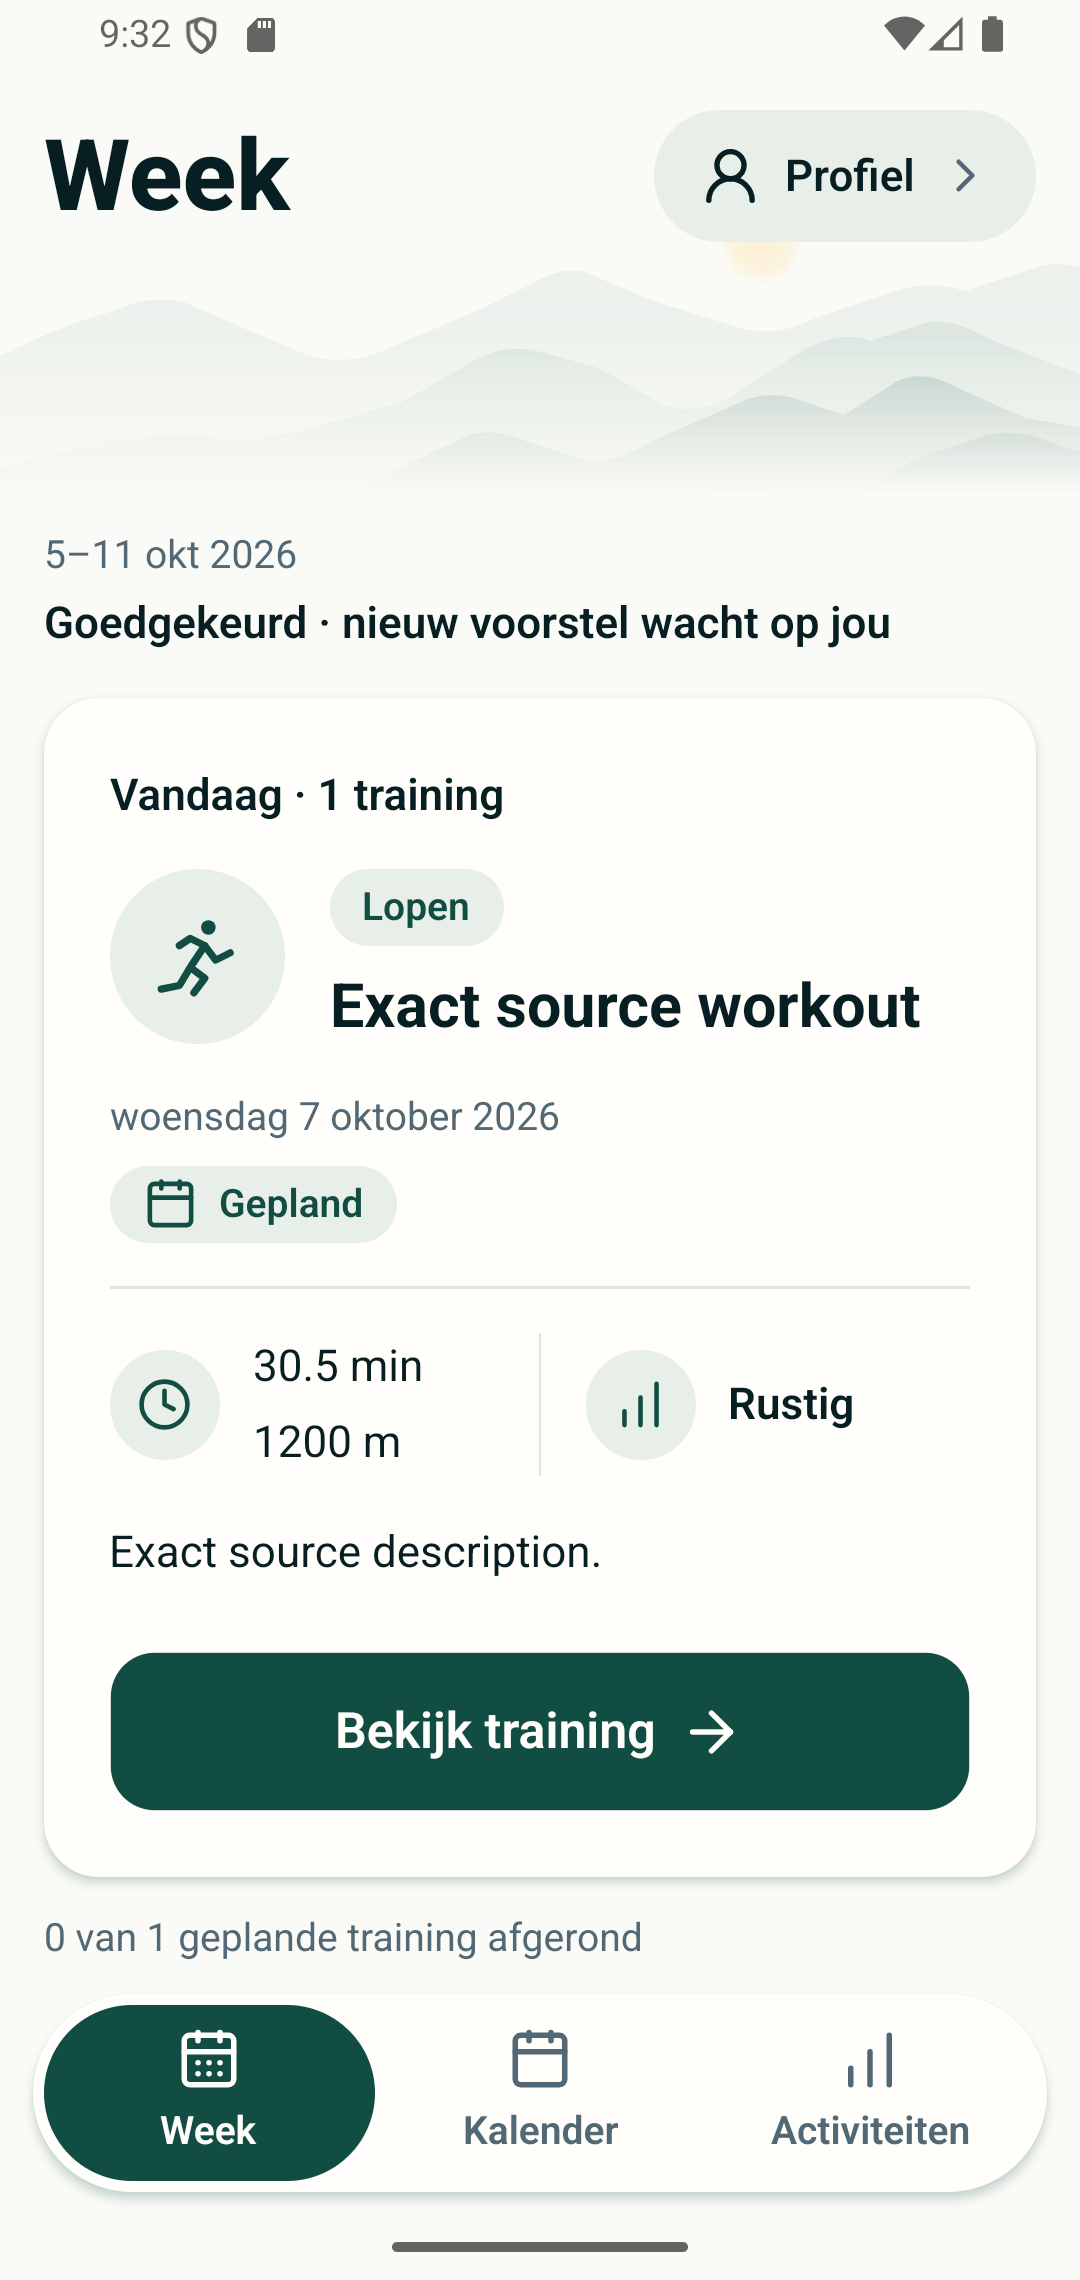 9:32
Week
Profiel
5–11 okt 2026
Goedgekeurd · nieuw voorstel wacht op jou
Vandaag · 1 training
Lopen
Exact source workout
woensdag 7 oktober 2026
Gepland
30.5 min
1200 m
Rustig
Exact source description.
Bekijk training
0 van 1 geplande training afgerond
Week
Kalender
Activiteiten